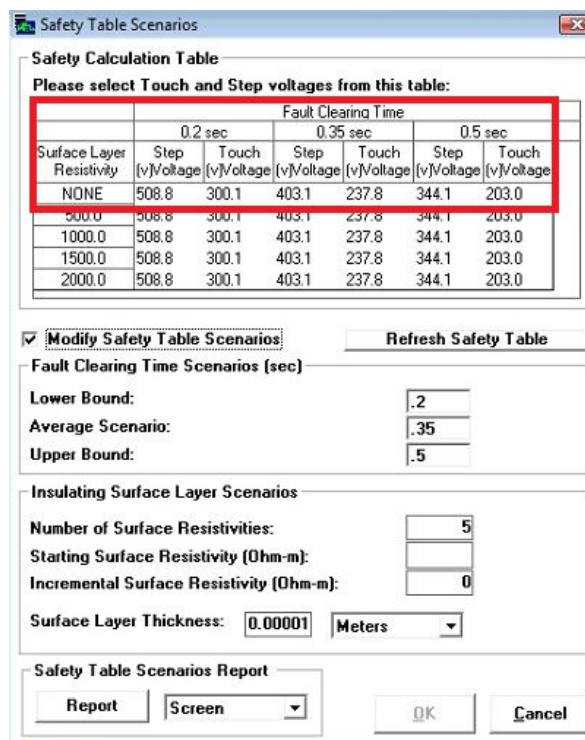 Safety Table Scenarios
Safety Calculation Table
Please select Touch and Step voltages from this table:
Fault Clearing Time
0.2 sec 0.35 sec 0.5 sec
Surface Layer Step Touch Step Touch Step Touch
Resistivity (v)Voltage (v)Voltage (v)Voltage (v)Voltage (v)Voltage (v)Voltage
NONE 508.8 300.1 403.1 237.8 344.1 203.0
500.0 508.8 300.1 403.1 237.8 344.1 203.0
1000.0 508.8 300.1 403.1 237.8 344.1 203.0
1500.0 508.8 300.1 403.1 237.8 344.1 203.0
2000.0 508.8 300.1 403.1 237.8 344.1 203.0
Modify Safety Table Scenarios Refresh Safety Table
Fault Clearing Time Scenarios (sec)
Lower Bound: .2
Average Scenario: .35
Upper Bound: .5
Insulating Surface Layer Scenarios
Number of Surface Resistivities: 5
Starting Surface Resistivity (Ohm-m):
Incremental Surface Resistivity (Ohm-m): 0
Surface Layer Thickness: 0.00001 Meters
Safety Table Scenarios Report
Report Screen OK Cancel